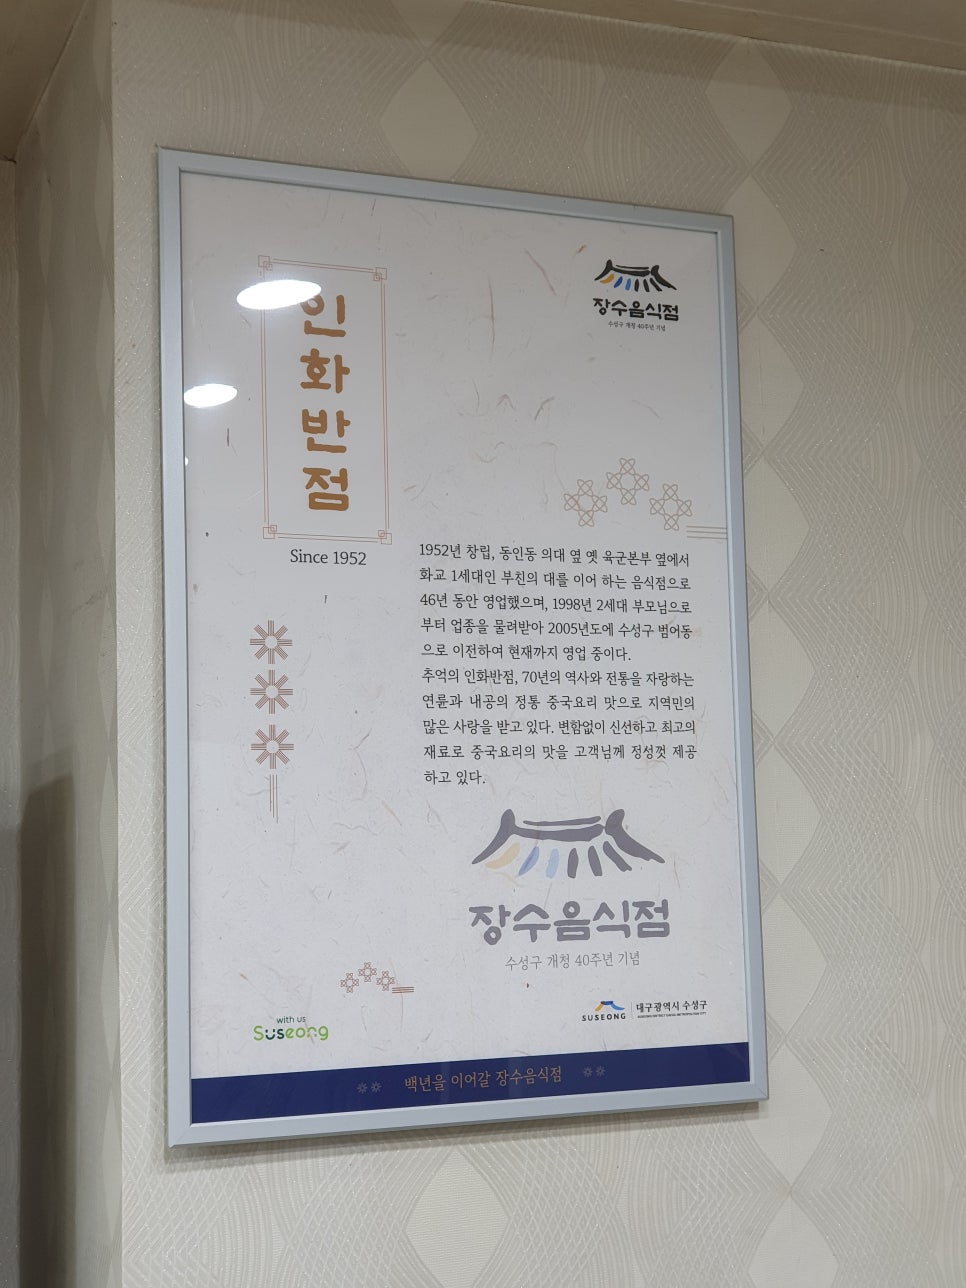 인화반점
Since 1952
장수음식점
수성구 개청 40주년 기념
1952년 창립, 동인동 의대 옆 옛 육군본부 옆에서
화교 1세대인 부친의 대를 이어 하는 음식점으로
46년 동안 영업했으며, 1998년 2세대 부모님으로
부터 업종을 물려받아 2005년도에 수성구 범어동
으로 이전하여 현재까지 영업 중이다.
추억의 인화반점, 70년의 역사와 전통을 자랑하는
연륜과 내공의 정통 중국요리 맛으로 지역민의
많은 사랑을 받고 있다. 변함없이 신선하고 최고의
재료로 중국요리의 맛을 고객님께 정성껏 제공
하고 있다.
장수음식점
수성구 개청 40주년 기념
with us
Suseong
SUSEONG
대구광역시 수성구
백년을 이어갈 장수음식점